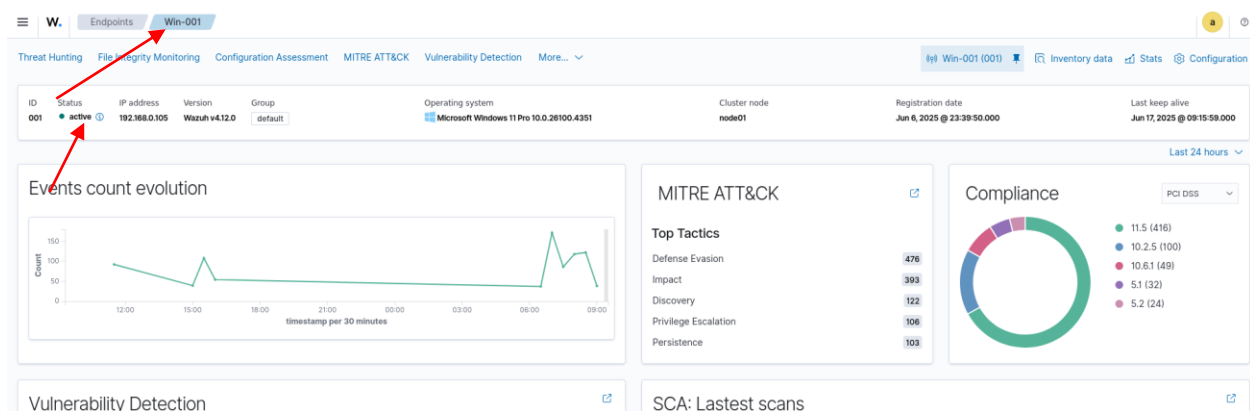 W. Endpoints Win-001 a
Threat Hunting File Integrity Monitoring Configuration Assessment MITRE ATT&CK Vulnerability Detection More... Win-001 (001) Inventory data Stats Configuration
ID Status IP address Version Group Operating system Cluster node Registration date Last keep alive
001 active 192.168.0.105 Wazuh v4.12.0 default Microsoft Windows 11 Pro 10.0.26100.4351 node01 Jun 6, 2025 @ 23:39:50.000 Jun 17, 2025 @ 09:15:59.000
Last 24 hours
Events count evolution
Count
150
100
50
0
12:00 15:00 18:00 21:00 00:00 03:00 06:00 09:00
timestamp per 30 minutes
MITRE ATT&CK
Top Tactics
Defense Evasion 476
Impact 393
Discovery 122
Privilege Escalation 106
Persistence 103
Compliance PCI DSS
11.5 (416)
10.2.5 (100)
10.6.1 (49)
5.1 (32)
5.2 (24)
Vulnerability Detection
SCA: Lastest scans